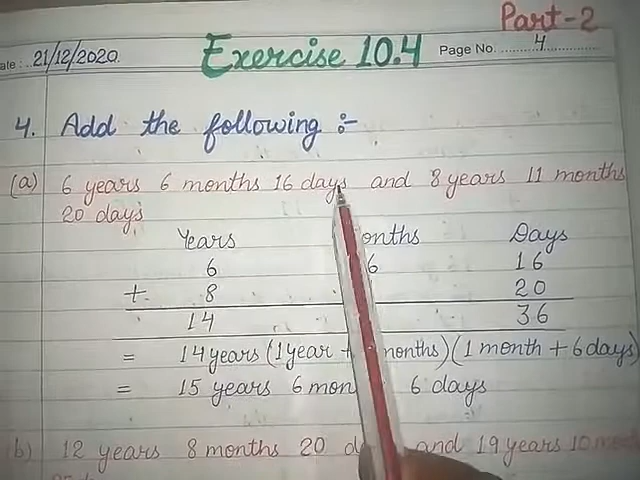 Part-2
ate: 21/12/2020. Exercise 10.4 Page No. 4
4. Add the following :-
(a) 6 years 6 months 16 days and 8 years 11 months
20 days
Years onths Days
6 6 16
+ 8 20
14 36
= 14 years (1 year + months) (1 month + 6 days)
= 15 years 6 mon 6 days
(b) 12 years 8 months 20 d and 19 years 10 mon